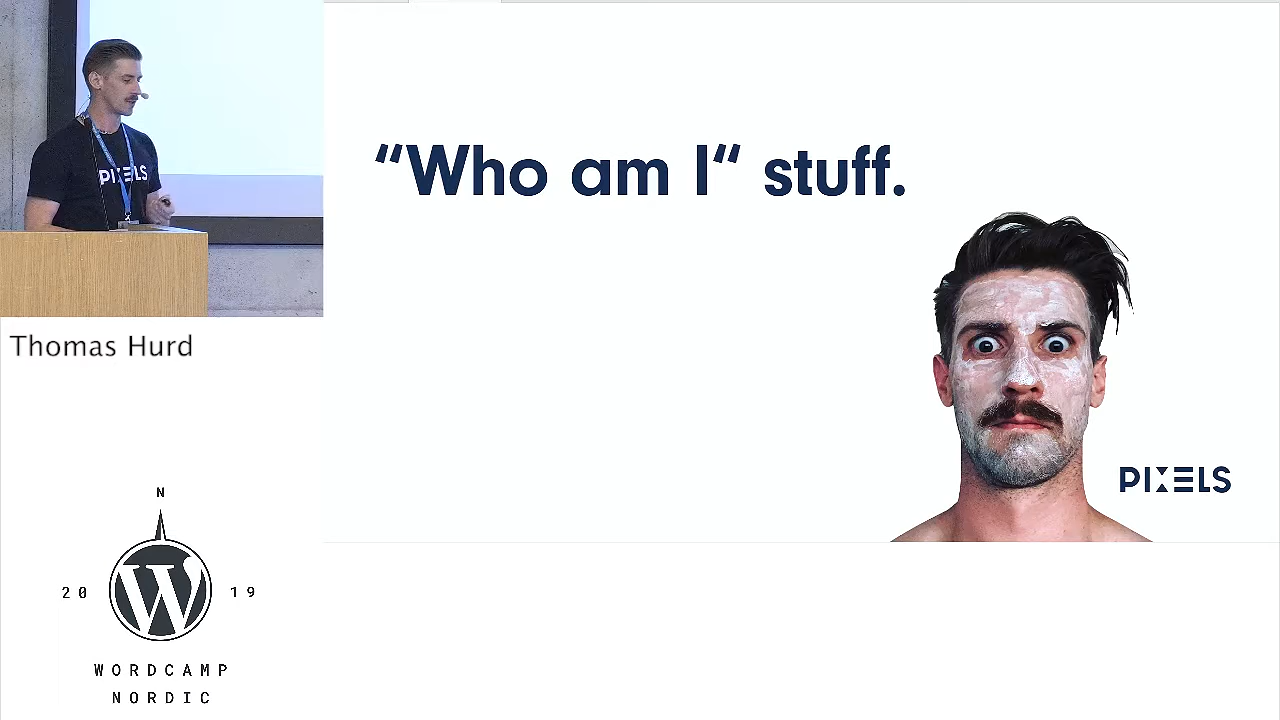 PIXELS
“Who am I“ stuff.
PIXELS
Thomas Hurd
N
20 19
WORDCAMP
NORDIC